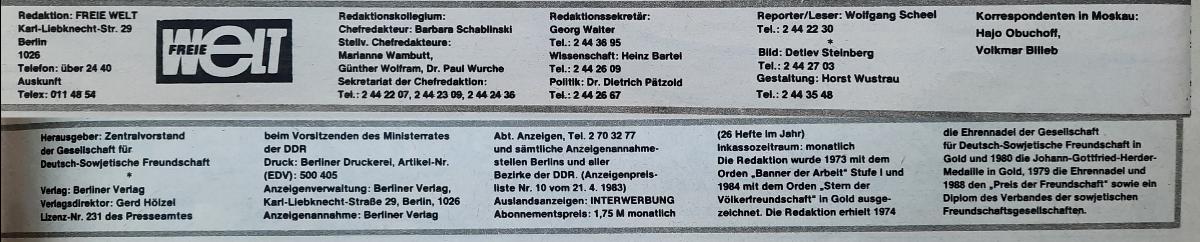 Redaktion: FREIE WELT
Karl-Liebknecht-Str. 29
Berlin
1026
Telefon: über 24 40
Auskunft
Telex: 011 48 54
FREIE
WELT
Redaktionskollegium:
Chefredakteur: Barbara Schablinski
Stellv. Chefredakteure:
Marianne Wambutt,
Günther Wolfram, Dr. Paul Wurche
Sekretariat der Chefredaktion:
Tel.: 2 44 22 07, 2 44 23 09, 2 44 24 36
Redaktionssekretär:
Georg Walter
Tel.: 2 44 36 95
Wissenschaft: Heinz Bartel
Tel.: 2 44 26 09
Politik: Dr. Dietrich Pätzold
Tel.: 2 44 26 67
Reporter/Leser: Wolfgang Scheel
Tel.: 2 44 22 30
*
Bild: Detlev Steinberg
Tel.: 2 44 27 03
Gestaltung: Horst Wustrau
Tel.: 2 44 35 48
Korrespondenten in Moskau:
Hajo Obuchoff,
Volkmar Billeb
Herausgeber: Zentralvorstand
der Gesellschaft für
Deutsch-Sowjetische Freundschaft
*
Verlag: Berliner Verlag
Verlagsdirektor: Gerd Hölzel
Lizenz-Nr. 231 des Presseamtes
beim Vorsitzenden des Ministerrates
der DDR
Druck: Berliner Druckerei, Artikel-Nr.
(EDV): 500 405
Anzeigenverwaltung: Berliner Verlag,
Karl-Liebknecht-Straße 29, Berlin, 1026
Anzeigenannahme: Berliner Verlag
Abt. Anzeigen, Tel. 2 70 32 77
und sämtliche Anzeigenannahme-
stellen Berlins und aller
Bezirke der DDR. (Anzeigenpreis-
liste Nr. 10 vom 21. 4. 1983)
Auslandsanzeigen: INTERWERBUNG
Abonnementspreis: 1,75 M monatlich
(26 Hefte im Jahr)
Inkassozeitraum: monatlich
Die Redaktion wurde 1973 mit dem
Orden „Banner der Arbeit" Stufe I und
1984 mit dem Orden „Stern der
Völkerfreundschaft" in Gold ausge-
zeichnet. Die Redaktion erhielt 1974
die Ehrennadel der Gesellschaft
für Deutsch-Sowjetische Freundschaft in
Gold und 1980 die Johann-Gottfried-Herder-
Medaille in Gold, 1979 die Ehrennadel und
1988 den „Preis der Freundschaft" sowie ein
Diplom des Verbandes der sowjetischen
Freundschaftsgesellschaften.